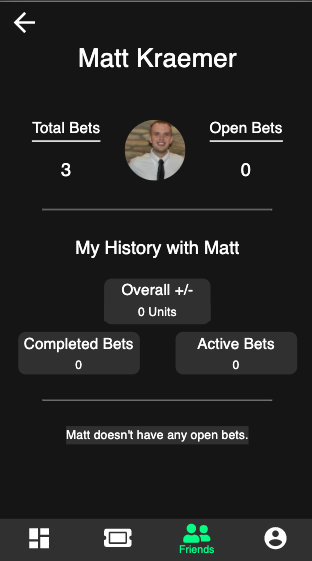 Matt Kraemer
Total Bets
3
Open Bets
0
My History with Matt
Overall +/-
0 Units
Completed Bets
0
Active Bets
0
Matt doesn't have any open bets.
Friends